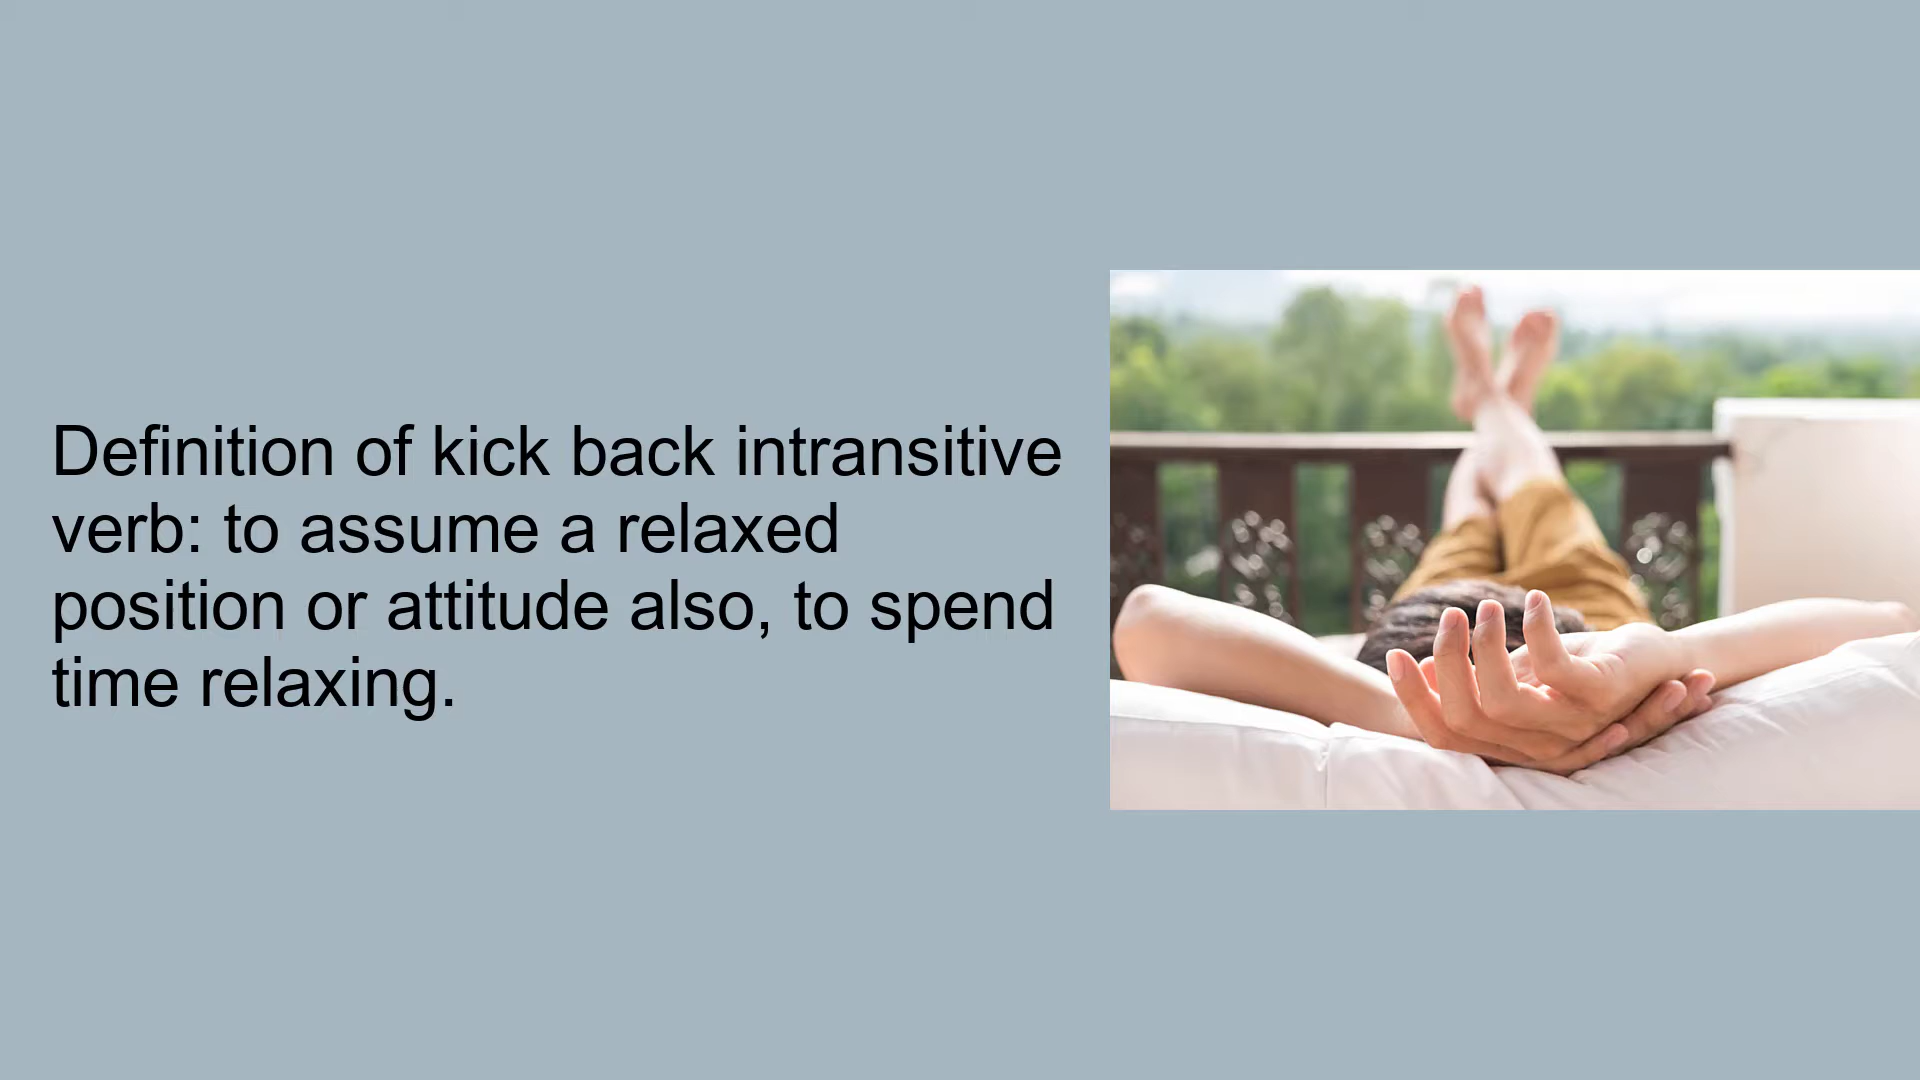 Definition of kick back intransitive
verb: to assume a relaxed
position or attitude also, to spend
time relaxing.